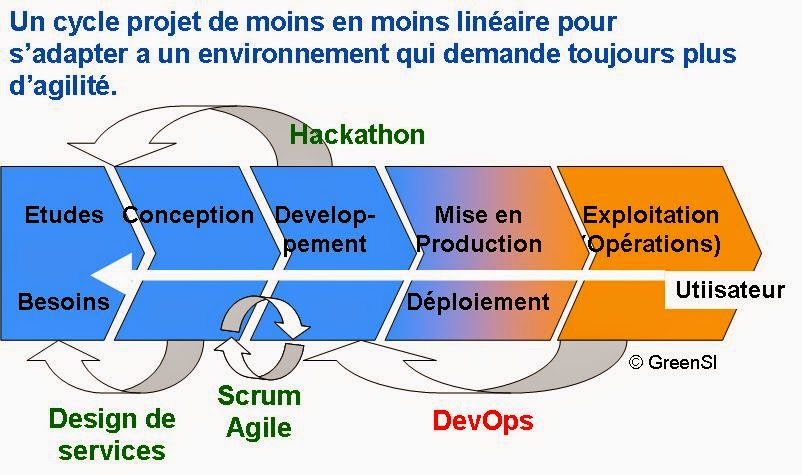 Un cycle projet de moins en moins linéaire pour
s’adapter a un environnement qui demande toujours plus
d’agilité.
Hackathon
Etudes
Conception
Develop-
pement
Mise en
Production
Exploitation
(Opérations)
Utiisateur
Besoins
Déploiement
© GreenSI
Design de
services
Scrum
Agile
DevOps